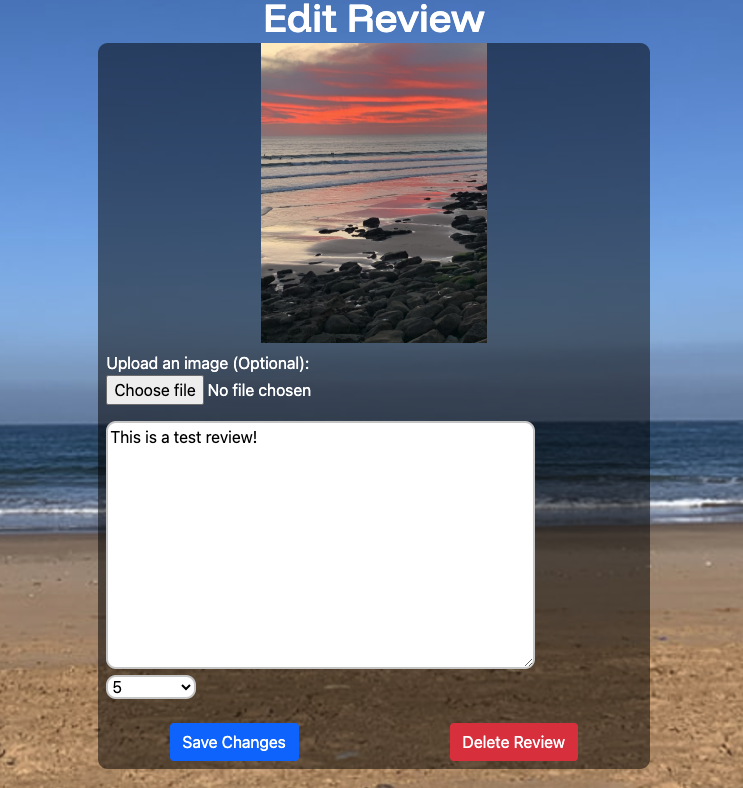 Edit Review
Upload an image (Optional):
Choose file No file chosen
This is a test review!
5
Save Changes Delete Review